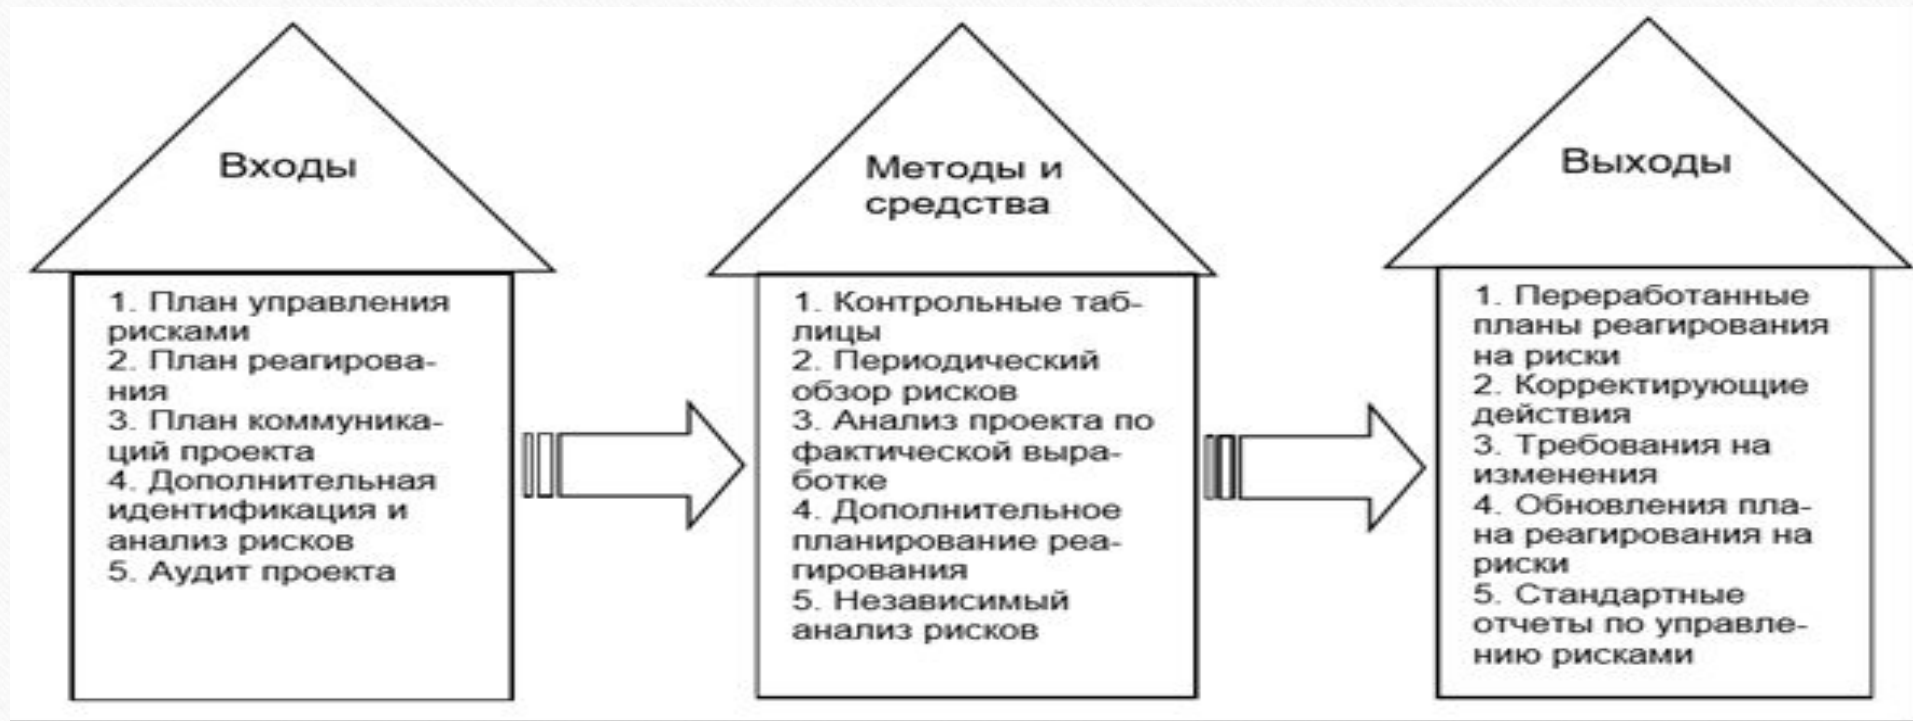 Входы
1. План управления
рисками
2. План реагирова-
ния
3. План коммуника-
ций проекта
4. Дополнительная
идентификация и
анализ рисков
5. Аудит проекта
Методы и
средства
1. Контрольные таб-
лицы
2. Периодический
обзор рисков
3. Анализ проекта по
фактической выра-
ботке
4. Дополнительное
планирование реа-
гирования
5. Независимый
анализ рисков
Выходы
1. Переработанные
планы реагирования
на риски
2. Корректирующие
действия
3. Требования на
изменения
4. Обновления пла-
на реагирования на
риски
5. Стандартные
отчеты по управле-
нию рисками